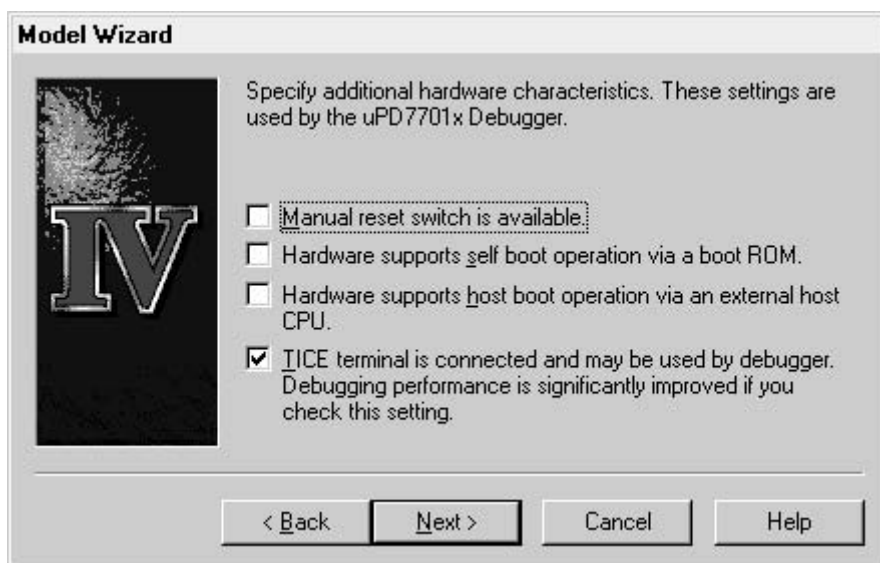 Model Wizard
Specify additional hardware characteristics. These settings are
used by the uPD7701x Debugger.
IV
Manual reset switch is available.
Hardware supports self boot operation via a boot ROM.
Hardware supports host boot operation via an external host
CPU.
TICE terminal is connected and may be used by debugger.
Debugging performance is significantly improved if you
check this setting.
< Back Next > Cancel Help